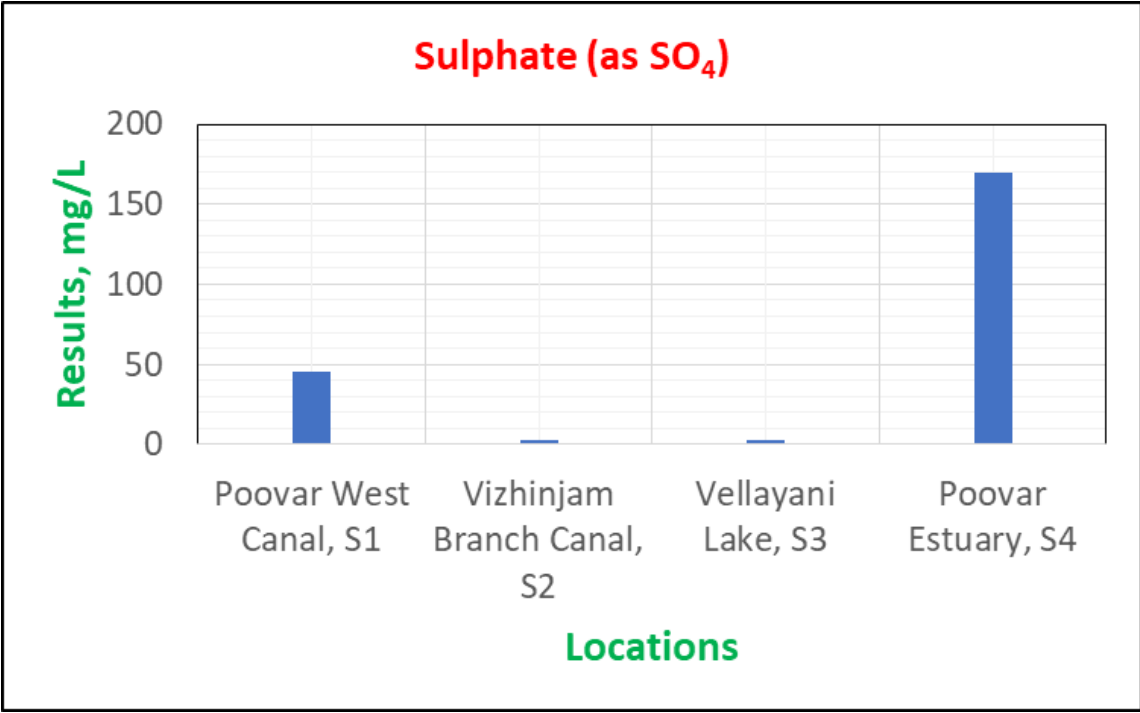 Sulphate (as SO₄)
Results, mg/L
200
150
100
50
0
Poovar West
Canal, S1
Vizhinjam
Branch Canal,
S2
Vellayani
Lake, S3
Poovar
Estuary, S4
Locations